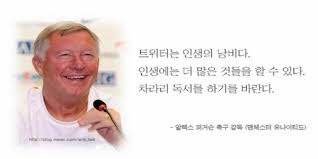 트위터는 인생의 낭비다.
인생에는 더 많은 것들을 할 수 있다.
차라리 독서를 하기를 바란다.
- 알렉스 퍼거슨 축구 감독 (맨체스터 유나이티드)